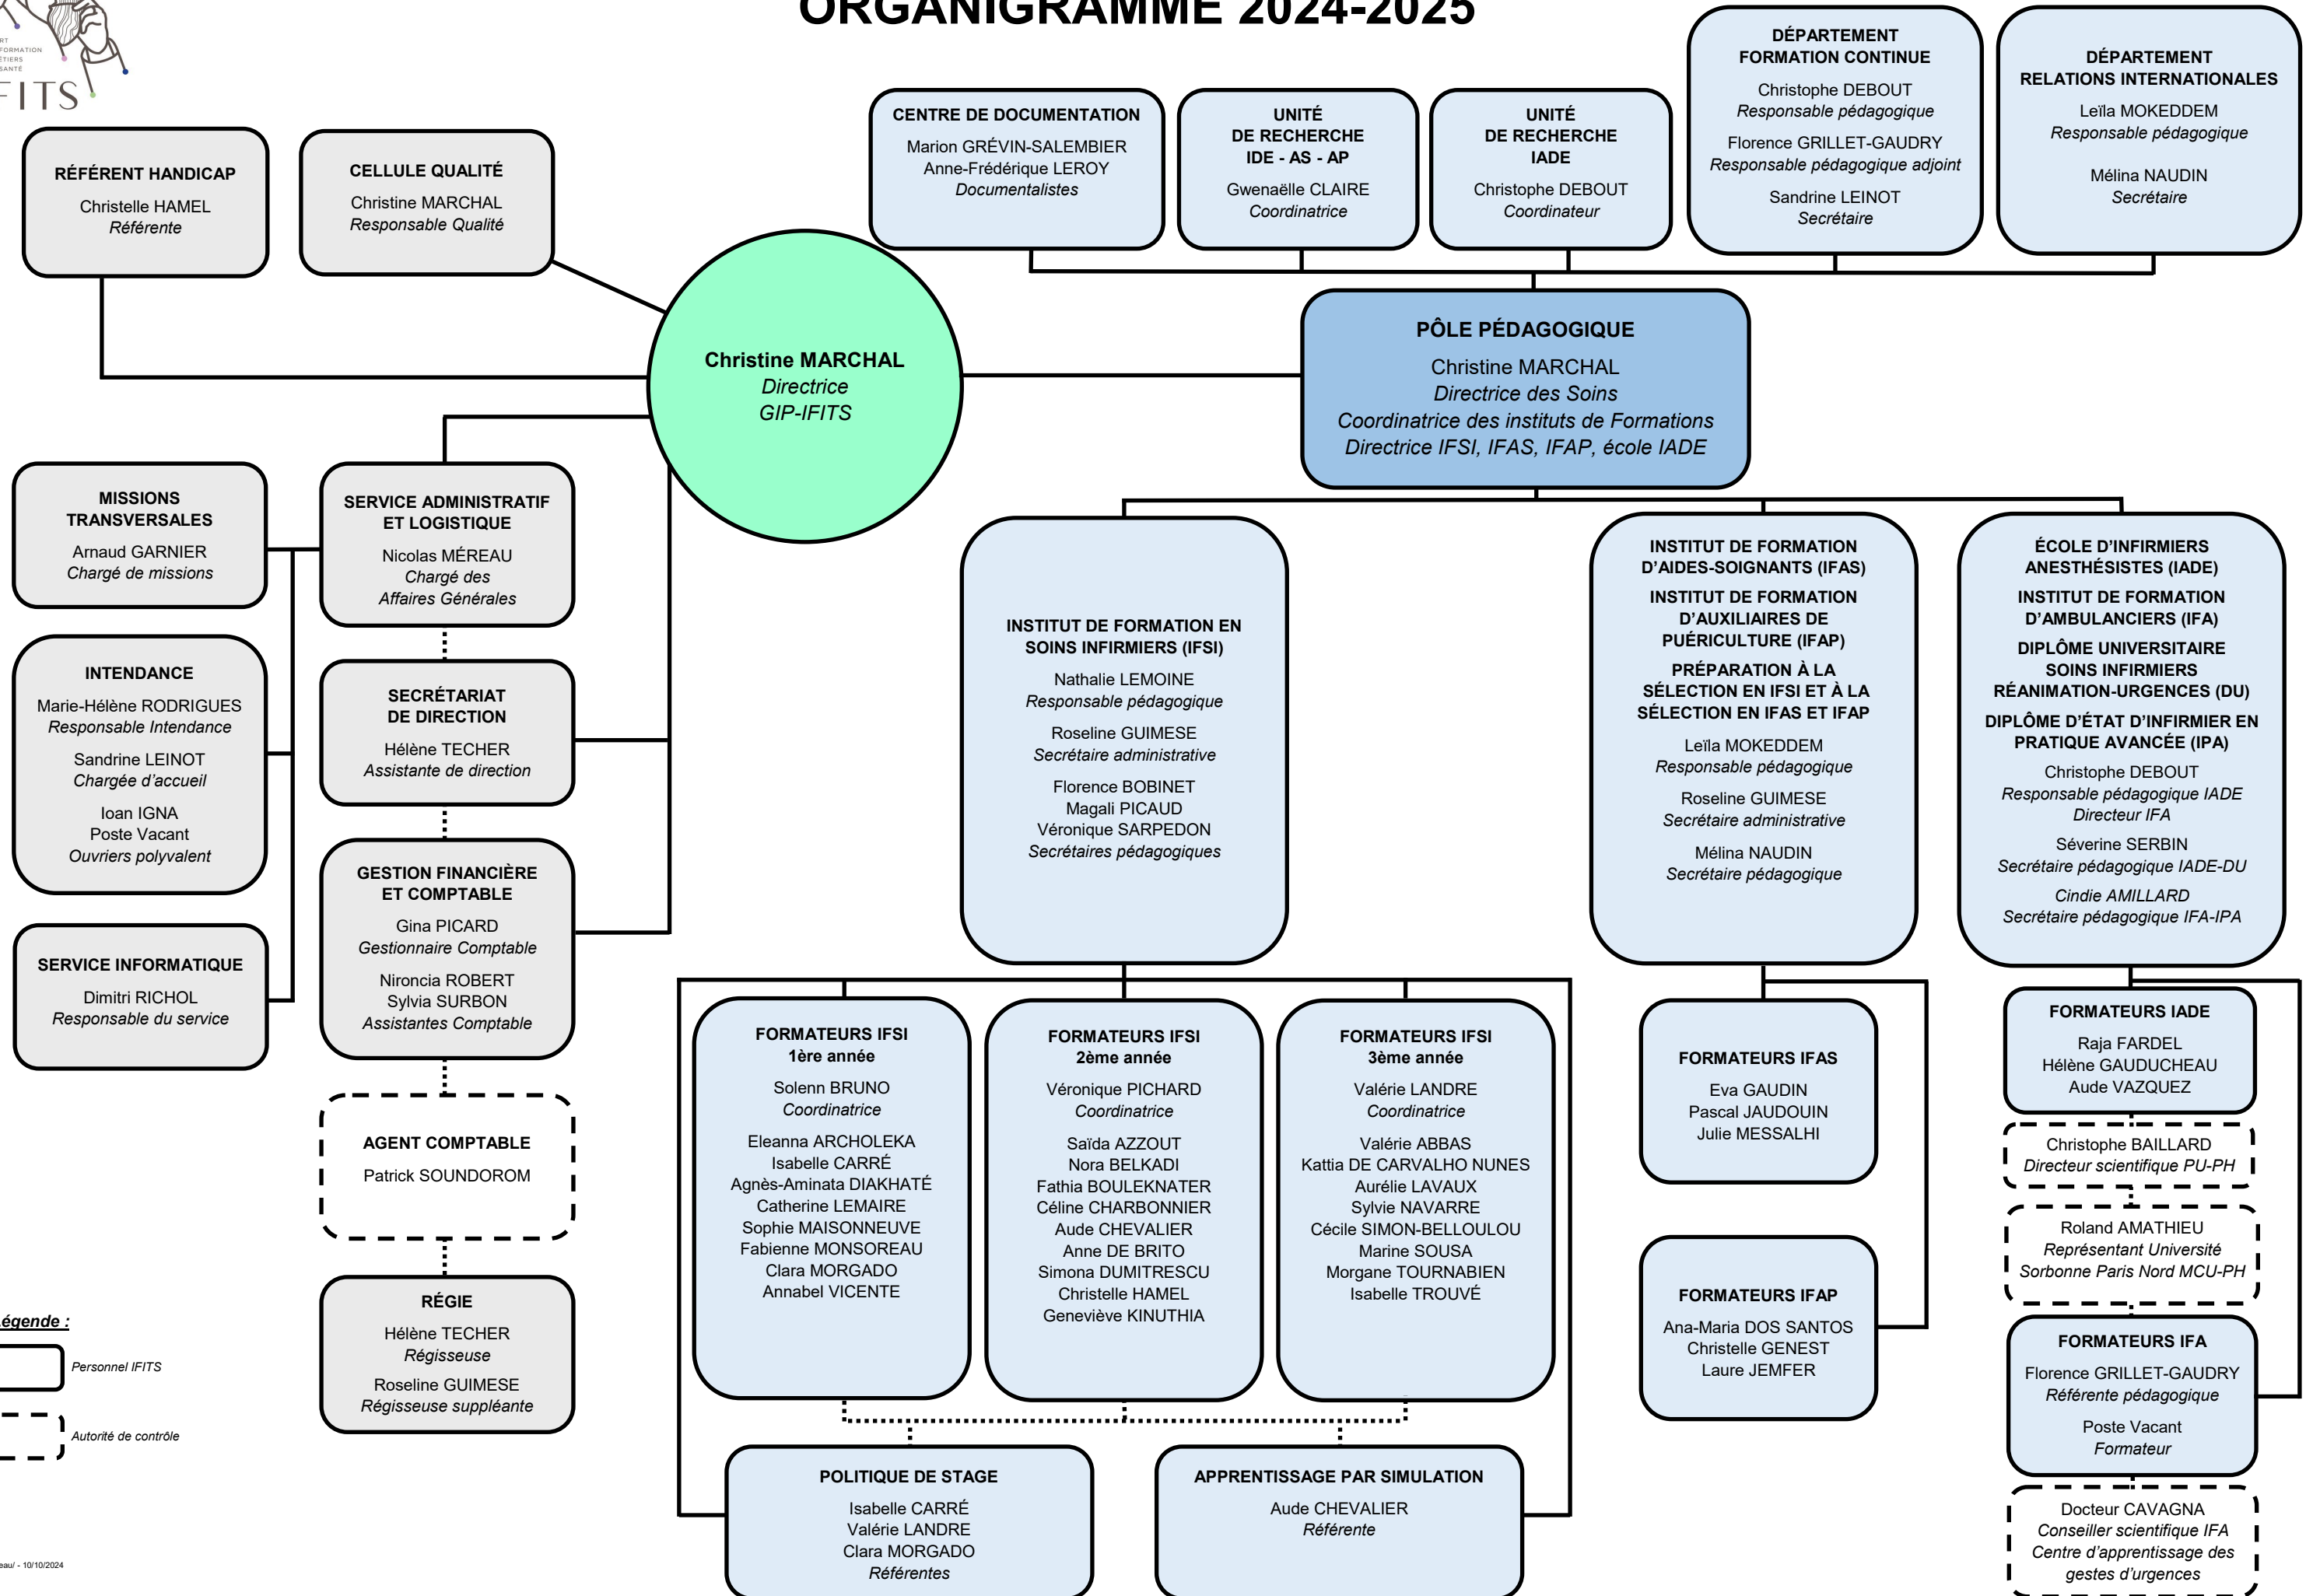 ORGANIGRAMME 2024-2025
FORMATION
SANTÉ
FITS
RÉFÉRENT HANDICAP
Christelle HAMEL
Référente
CELLULE QUALITÉ
Christine MARCHAL
Responsable Qualité
CENTRE DE DOCUMENTATION
Marion GRÉVIN-SALEMBIER
Anne-Frédérique LEROY
Documentalistes
UNITÉ
DE RECHERCHE
IDE - AS - AP
Gwenaëlle CLAIRE
Coordinatrice
UNITÉ
DE RECHERCHE
IADE
Christophe DEBOUT
Coordinateur
DÉPARTEMENT
FORMATION CONTINUE
Christophe DEBOUT
Responsable pédagogique
Florence GRILLET-GAUDRY
Responsable pédagogique adjoint
Sandrine LEINOT
Secrétaire
DÉPARTEMENT
RELATIONS INTERNATIONALES
Leïla MOKEDDEM
Responsable pédagogique
Mélina NAUDIN
Secrétaire
Christine MARCHAL
Directrice
GIP-IFITS
PÔLE PÉDAGOGIQUE
Christine MARCHAL
Directrice des Soins
Coordinatrice des instituts de Formations
Directrice IFSI, IFAS, IFAP, école IADE
MISSIONS
TRANSVERSALES
Arnaud GARNIER
Chargé de missions
INTENDANCE
Marie-Hélène RODRIGUES
Responsable Intendance
Sandrine LEINOT
Chargée d’accueil
Ioan IGNA
Poste Vacant
Ouvriers polyvalent
SERVICE INFORMATIQUE
Dimitri RICHOL
Responsable du service
SERVICE ADMINISTRATIF
ET LOGISTIQUE
Nicolas MÉREAU
Chargé des
Affaires Générales
SECRÉTARIAT
DE DIRECTION
Hélène TECHER
Assistante de direction
GESTION FINANCIÈRE
ET COMPTABLE
Gina PICARD
Gestionnaire Comptable
Nironcia ROBERT
Sylvia SURBON
Assistantes Comptable
AGENT COMPTABLE
Patrick SOUNDOROM
RÉGIE
Hélène TECHER
Régisseuse
Roseline GUIMESE
Régisseuse suppléante
INSTITUT DE FORMATION EN
SOINS INFIRMIERS (IFSI)
Nathalie LEMOINE
Responsable pédagogique
Roseline GUIMESE
Secrétaire administrative
Florence BOBINET
Magali PICAUD
Véronique SARPEDON
Secrétaires pédagogiques
INSTITUT DE FORMATION
D’AIDES-SOIGNANTS (IFAS)
INSTITUT DE FORMATION
D’AUXILIAIRES DE
PUÉRICULTURE (IFAP)
PRÉPARATION À LA
SÉLECTION EN IFSI ET À LA
SÉLECTION EN IFAS ET IFAP
Leïla MOKEDDEM
Responsable pédagogique
Roseline GUIMESE
Secrétaire administrative
Mélina NAUDIN
Secrétaire pédagogique
ÉCOLE D’INFIRMIERS
ANESTHÉSISTES (IADE)
INSTITUT DE FORMATION
D’AMBULANCIERS (IFA)
DIPLÔME UNIVERSITAIRE
SOINS INFIRMIERS
RÉANIMATION-URGENCES (DU)
DIPLÔME D’ÉTAT D’INFIRMIER EN
PRATIQUE AVANCÉE (IPA)
Christophe DEBOUT
Responsable pédagogique IADE
Directeur IFA
Séverine SERBIN
Secrétaire pédagogique IADE-DU
Cindie AMILLARD
Secrétaire pédagogique IFA-IPA
FORMATEURS IFSI
1ère année
Solenn BRUNO
Coordinatrice
Eleanna ARCHOLEKA
Isabelle CARRÉ
Agnès-Aminata DIAKHATÉ
Catherine LEMAIRE
Sophie MAISONNEUVE
Fabienne MONSOREAU
Clara MORGADO
Annabel VICENTE
FORMATEURS IFSI
2ème année
Véronique PICHARD
Coordinatrice
Saïda AZZOUT
Nora BELKADI
Fathia BOULEKNATER
Céline CHARBONNIER
Aude CHEVALIER
Anne DE BRITO
Simona DUMITRESCU
Christelle HAMEL
Geneviève KINUTHIA
FORMATEURS IFSI
3ème année
Valérie LANDRE
Coordinatrice
Valérie ABBAS
Kattia DE CARVALHO NUNES
Aurélie LAVAUX
Sylvie NAVARRE
Cécile SIMON-BELLOULOU
Marine SOUSA
Morgane TOURNABIEN
Isabelle TROUVÉ
POLITIQUE DE STAGE
Isabelle CARRÉ
Valérie LANDRE
Clara MORGADO
Référentes
APPRENTISSAGE PAR SIMULATION
Aude CHEVALIER
Référente
FORMATEURS IFAS
Eva GAUDIN
Pascal JAUDOUIN
Julie MESSALHI
FORMATEURS IFAP
Ana-Maria DOS SANTOS
Christelle GENEST
Laure JEMFER
FORMATEURS IADE
Raja FARDEL
Hélène GAUDUCHEAU
Aude VAZQUEZ
Christophe BAILLARD
Directeur scientifique PU-PH
Roland AMATHIEU
Représentant Université
Sorbonne Paris Nord MCU-PH
FORMATEURS IFA
Florence GRILLET-GAUDRY
Référente pédagogique
Poste Vacant
Formateur
Docteur CAVAGNA
Conseiller scientifique IFA
Centre d’apprentissage des
gestes d’urgences
égende :
Personnel IFITS
Autorité de contrôle
eau/ - 10/10/2024